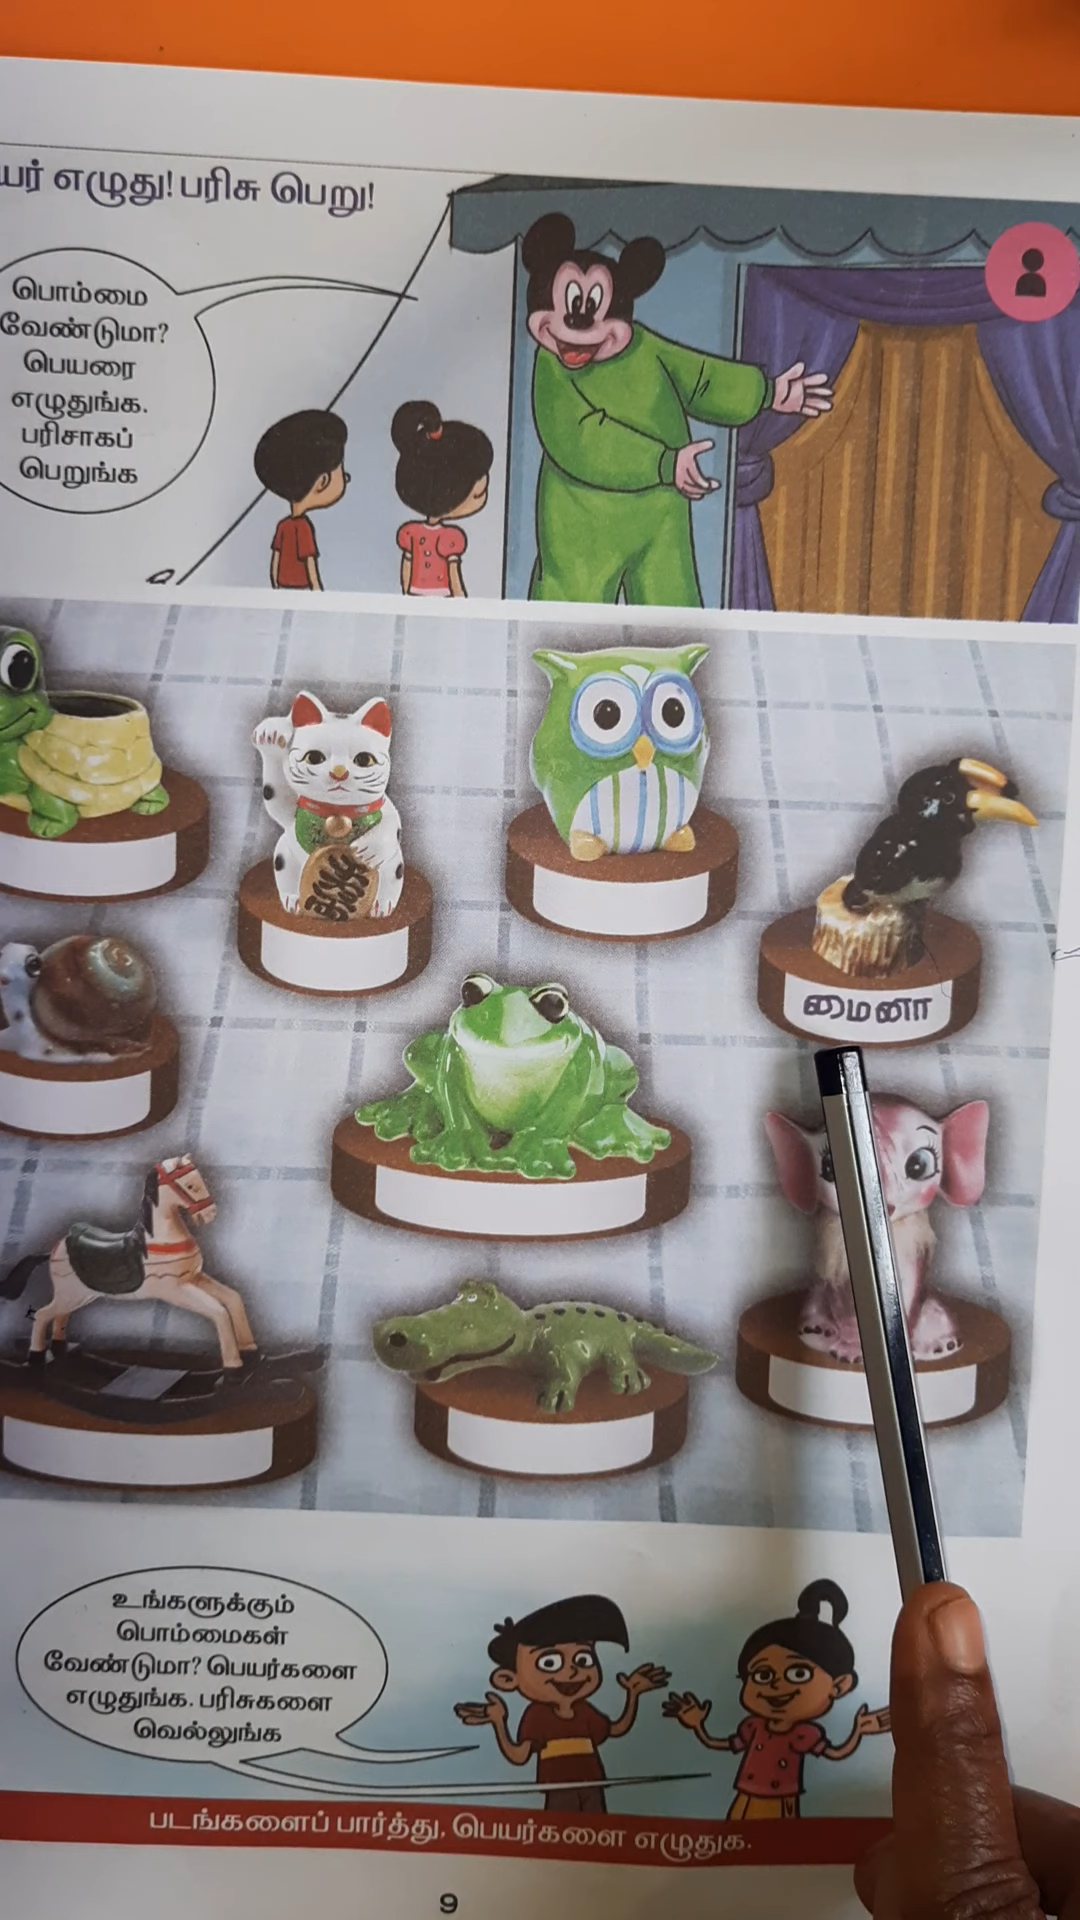 யர் எழுது! பரிசு பெறு!
பொம்மை
வேண்டுமா?
பெயரை
எழுதுங்க.
பரிசாகப்
பெறுங்க
மைனா
உங்களுக்கும்
பொம்மைகள்
வேண்டுமா? பெயர்களை
எழுதுங்க. பரிசுகளை
வெல்லுங்க
படங்களைப் பார்த்து, பெயர்களை எழுதுக.
9